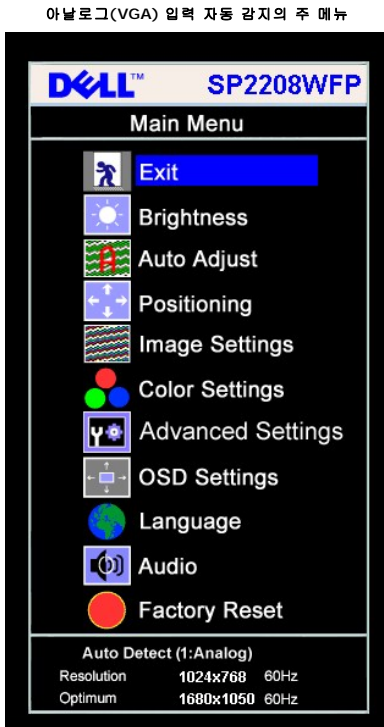 아날로그(VGA) 입력 자동 감지의 주 메뉴
DELL™ SP2208WFP
Main Menu
Exit
Brightness
Auto Adjust
Positioning
Image Settings
Color Settings
Advanced Settings
OSD Settings
Language
Audio
Factory Reset
Auto Detect (1:Analog)
Resolution 1024x768 60Hz
Optimum 1680x1050 60Hz